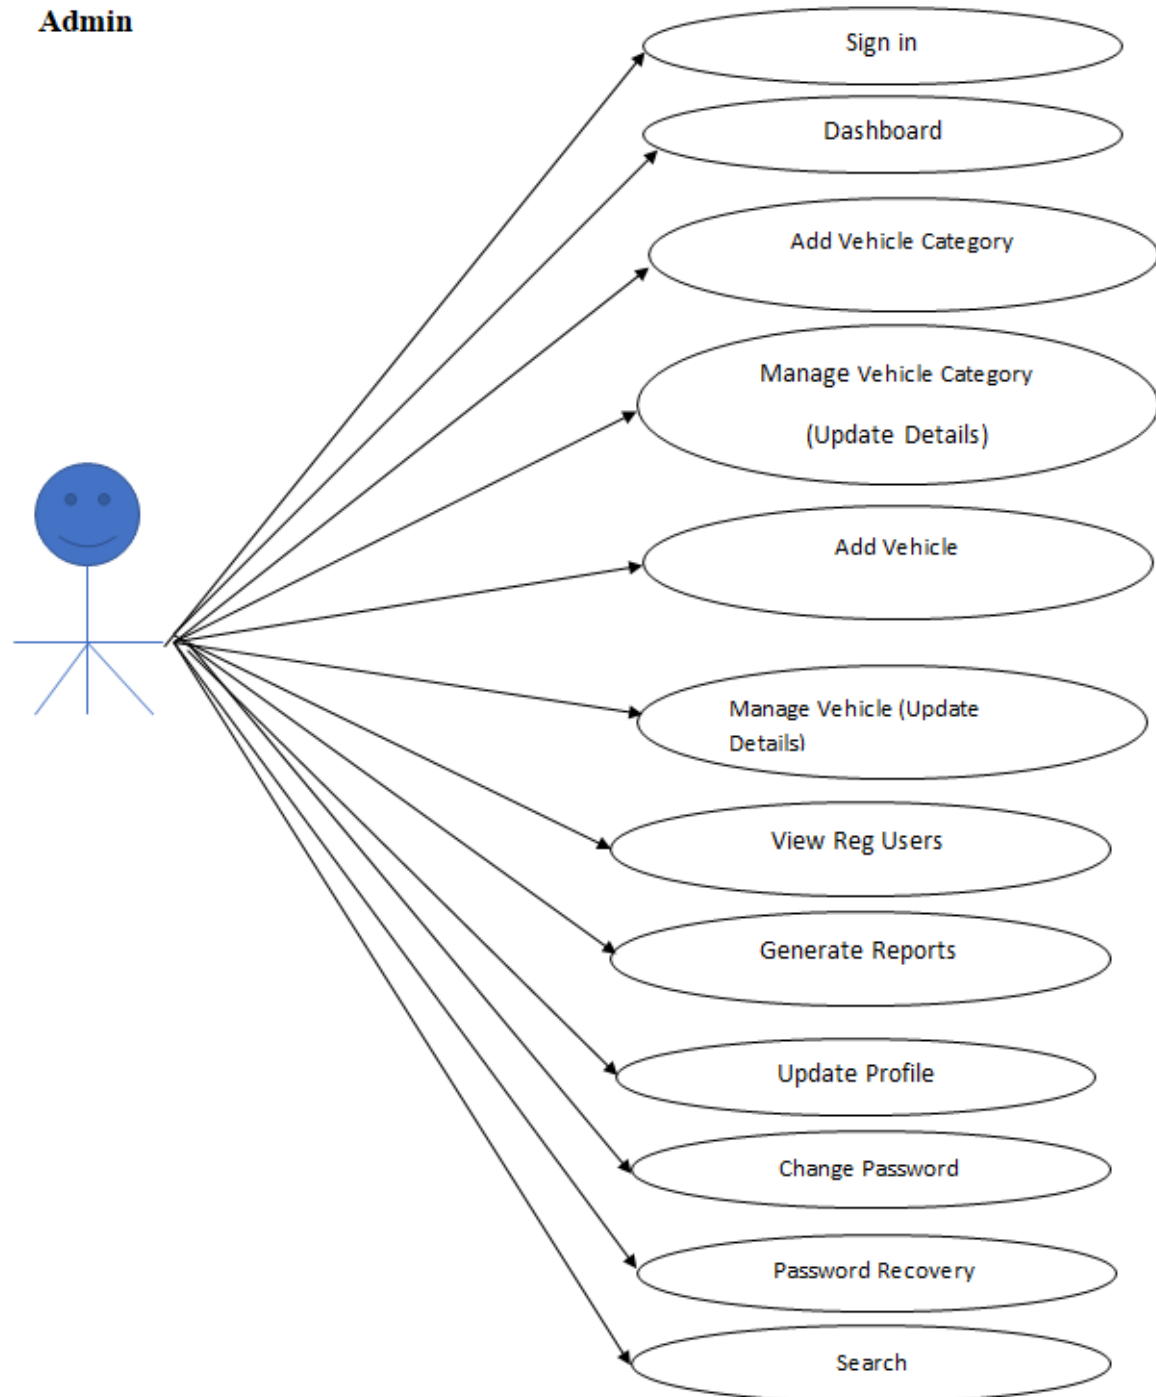 Admin
Sign in
Dashboard
Add Vehicle Category
Manage Vehicle Category
(Update Details)
Add Vehicle
Manage Vehicle (Update
Details)
View Reg Users
Generate Reports
Update Profile
Change Password
Password Recovery
Search